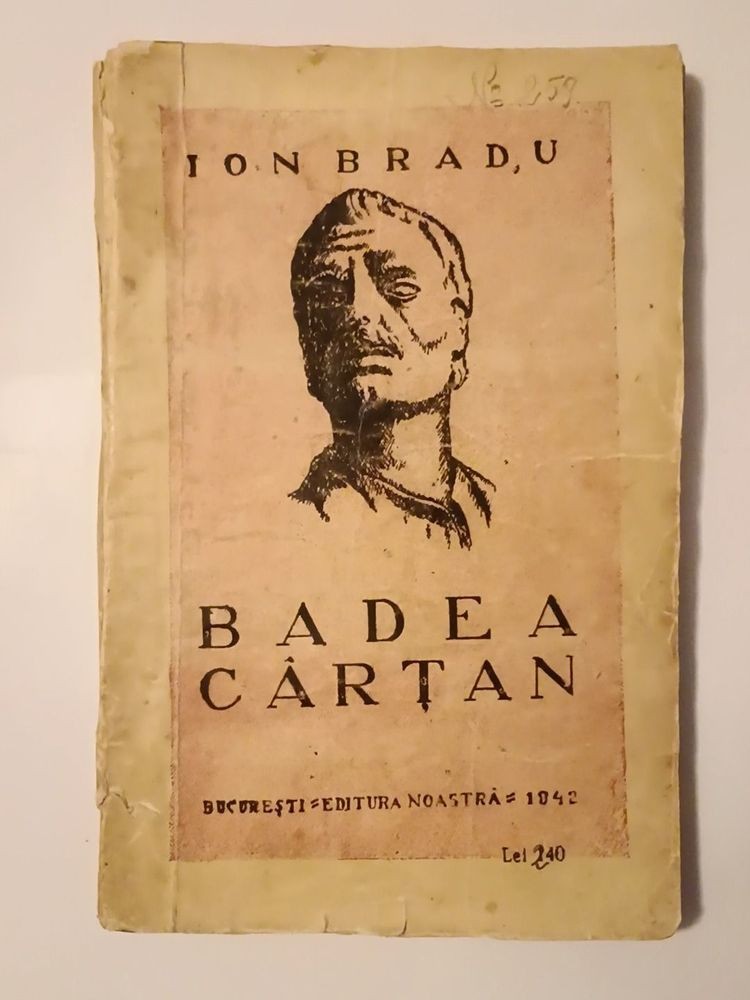 No 259.
ION BRADU
BADEA
CÂRȚAN
BUCUREȘTI=EDITURA NOASTRĂ=1942
Lei 240